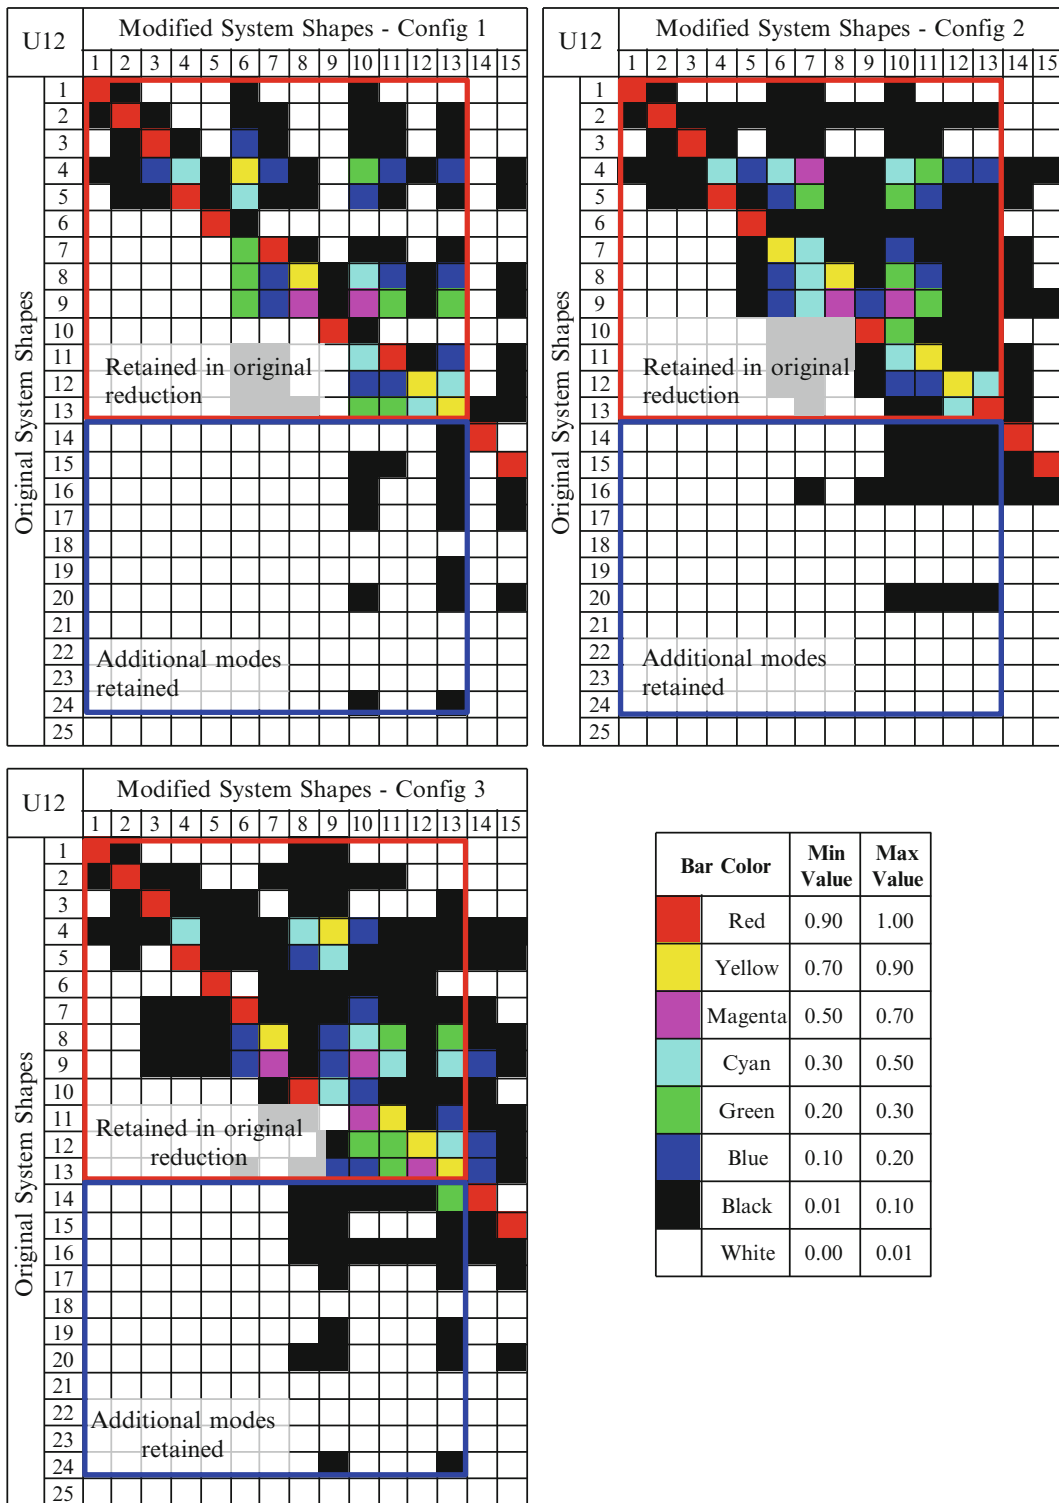 U12
Modified System Shapes - Config 1
1 2 3 4 5 6 7 8 9 10 11 12 13 14 15
Original System Shapes
1
2
3
4
5
6
7
8
9
10
11
12
13
14
15
16
17
18
19
20
21
22
23
24
25
Retained in original
reduction
Additional modes
retained
U12
Modified System Shapes - Config 2
1 2 3 4 5 6 7 8 9 10 11 12 13 14 15
Original System Shapes
1
2
3
4
5
6
7
8
9
10
11
12
13
14
15
16
17
18
19
20
21
22
23
24
25
Retained in original
reduction
Additional modes
retained
U12
Modified System Shapes - Config 3
1 2 3 4 5 6 7 8 9 10 11 12 13 14 15
Original System Shapes
Original System Shapes
1
2
3
4
5
6
7
8
9
10
11
12
13
14
15
16
17
18
19
20
21
22
23
24
25
Retained in original
reduction
Additional modes
retained
Bar Color Min Value Max Value
Red 0.90 1.00
Yellow 0.70 0.90
Magenta 0.50 0.70
Cyan 0.30 0.50
Green 0.20 0.30
Blue 0.10 0.20
Black 0.01 0.10
White 0.00 0.01